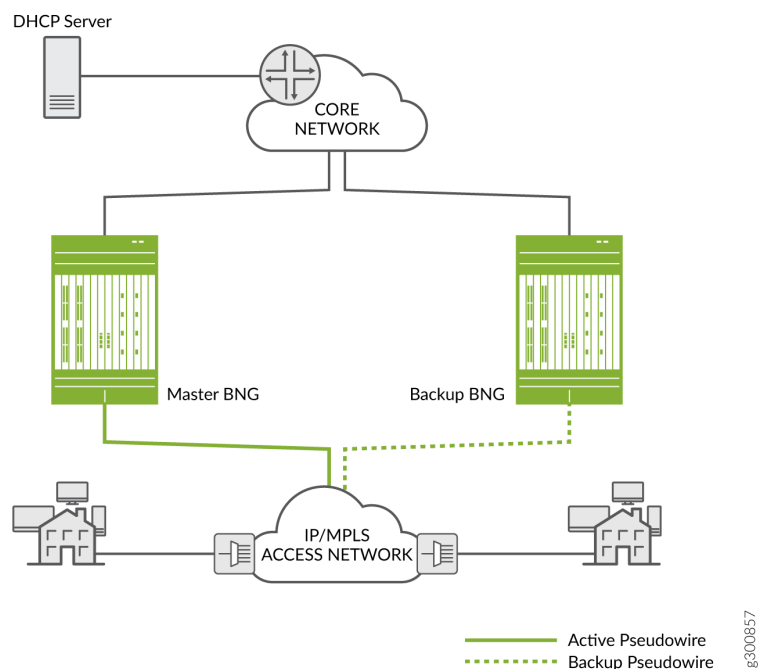 DHCP Server
CORE
NETWORK
Master BNG
Backup BNG
IP/MPLS
ACCESS NETWORK
Active Pseudowire
Backup Pseudowire
g300857